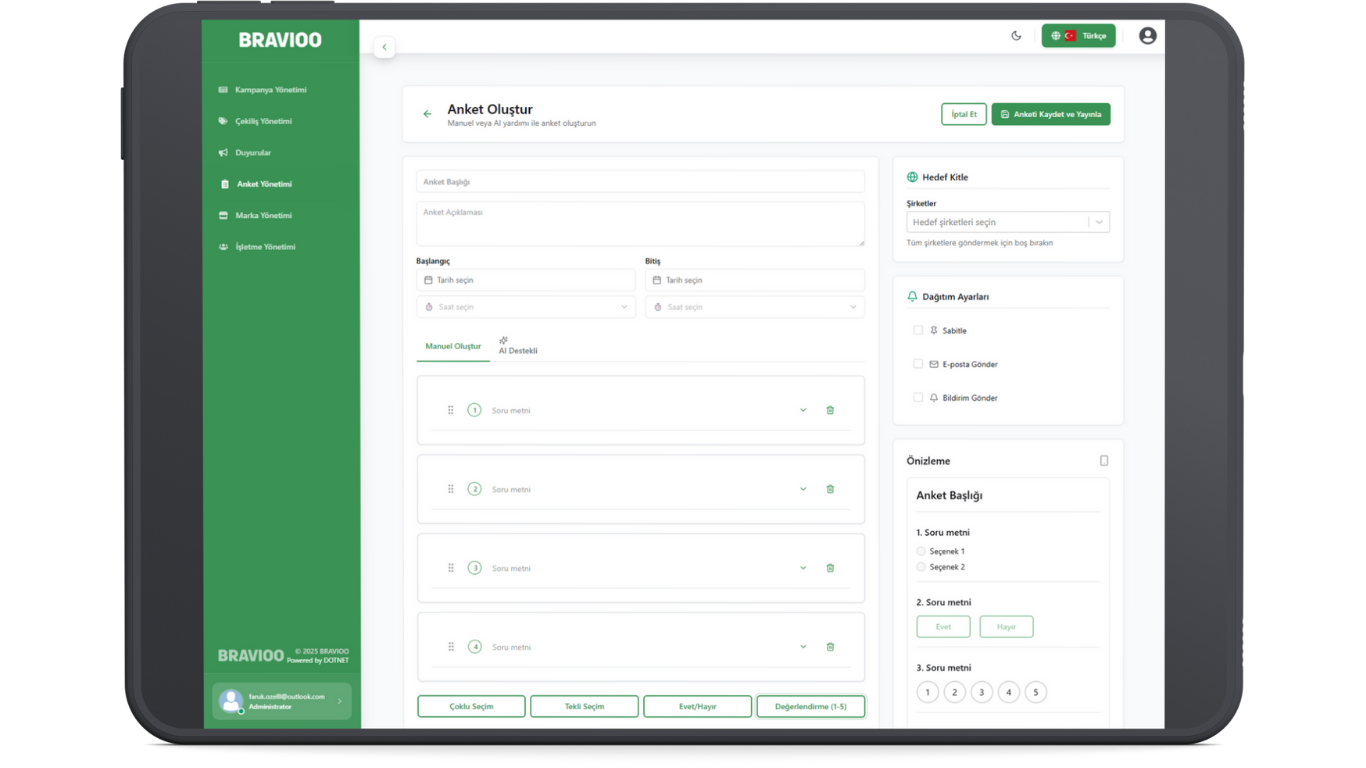 BRAVIOO
Türkçe
Kampanya Yönetimi
Çekiliş Yönetimi
Duyurular
Anket Yönetimi
Marka Yönetimi
İşletme Yönetimi
BRAVIOO
© 2025 BRAVIOO
Powered by DOTNET
Administrator
Anket Oluştur
Manuel veya AI yardımı ile anket oluşturun
İptal Et
Anketi Kaydet ve Yayınla
Anket Başlığı
Anket Açıklaması
Başlangıç
Bitiş
Tarih seçin
Tarih seçin
Saat seçin
Saat seçin
Manuel Oluştur
AI Destekli
1 Soru metni
2 Soru metni
3 Soru metni
4 Soru metni
Çoklu Seçim
Tekli Seçim
Evet/Hayır
Değerlendirme (1-5)
Hedef Kitle
Şirketler
Hedef şirketleri seçin
Tüm şirketlere göndermek için boş bırakın
Dağıtım Ayarları
Sabitle
E-posta Gönder
Bildirim Gönder
Önizleme
Anket Başlığı
1. Soru metni
Seçenek 1
Seçenek 2
2. Soru metni
Evet
Hayır
3. Soru metni
1 2 3 4 5